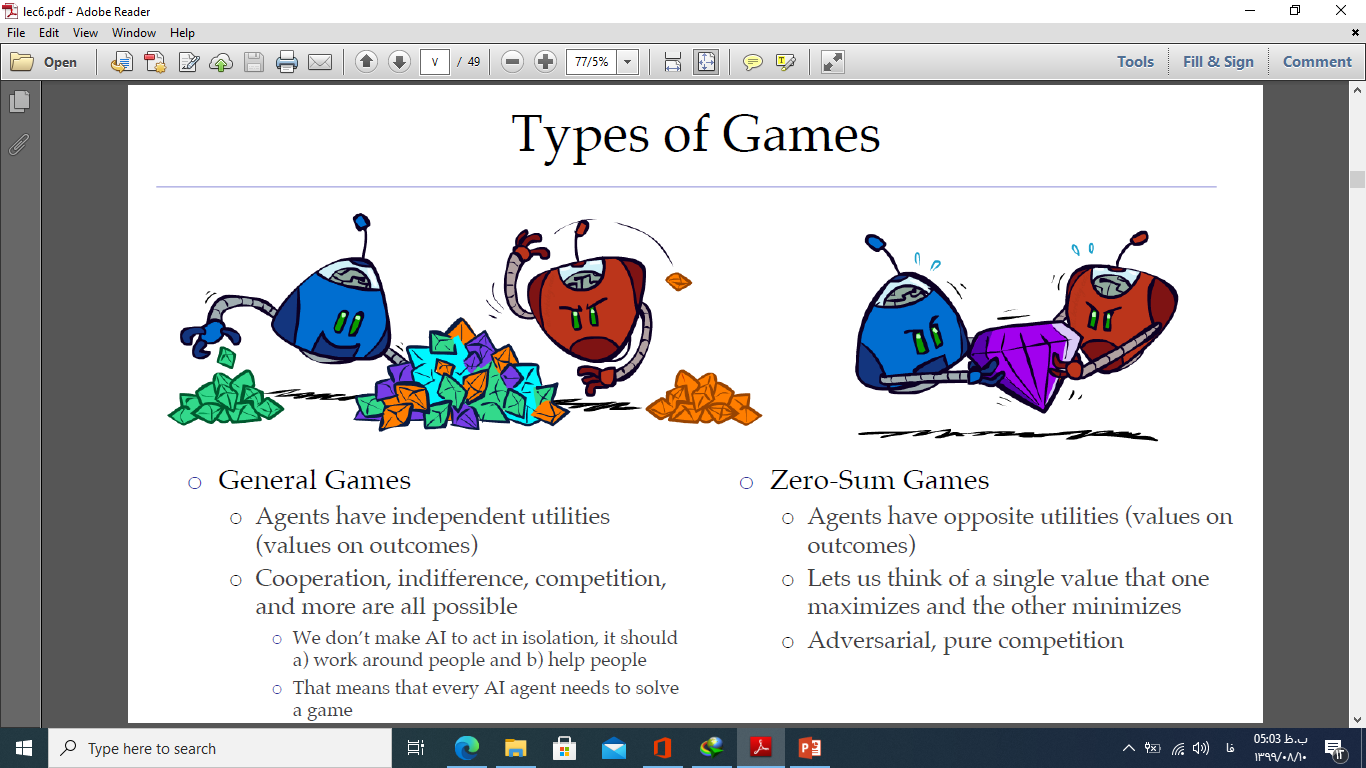 lec6.pdf - Adobe Reader
File Edit View Window Help
Open
۷ / 49
77/5%
Tools Fill & Sign Comment
Types of Games
General Games
Agents have independent utilities
(values on outcomes)
Cooperation, indifference, competition,
and more are all possible
We don’t make AI to act in isolation, it should
a) work around people and b) help people
That means that every AI agent needs to solve
a game
Zero-Sum Games
Agents have opposite utilities (values on
outcomes)
Lets us think of a single value that one
maximizes and the other minimizes
Adversarial, pure competition
Type here to search
فا
05:03 ب.ظ
۱۳۹۹/۰۸/۱۰